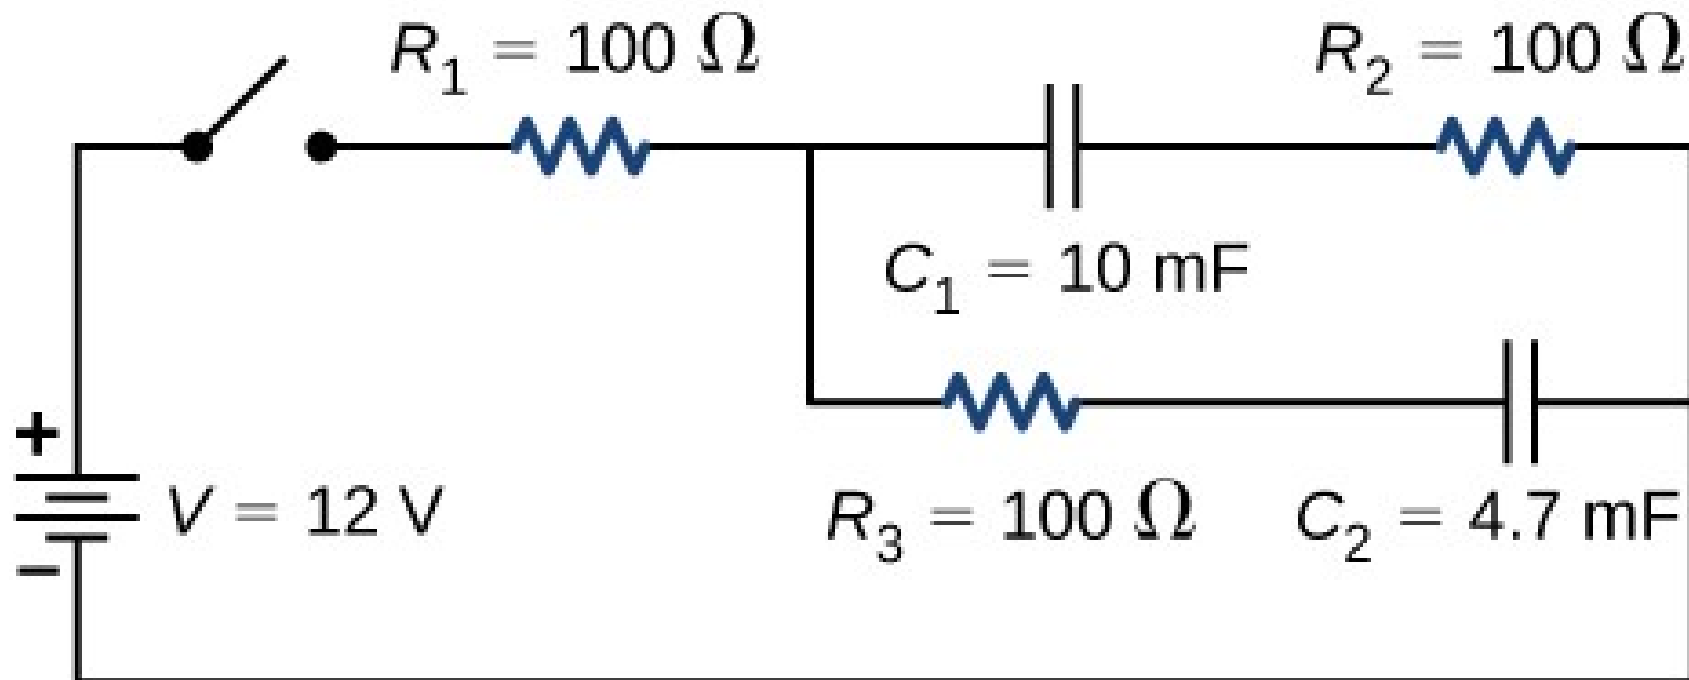 R₁ = 100 Ω
R₂ = 100 Ω
C₁ = 10 mF
+
V = 12 V
−
R₃ = 100 Ω
C₂ = 4.7 mF